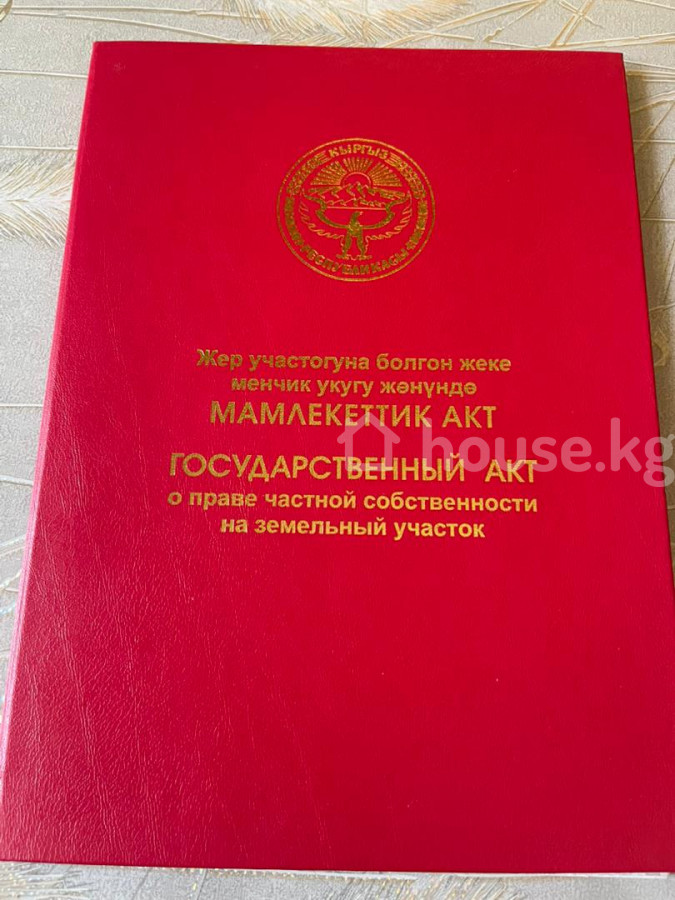 КЫРГЫЗ
РЕСПУБЛИКАСЫ
Жер участогуна болгон жеке
менчик укугу жөнүндө
МАМЛЕКЕТТИК АКТ
house.kg
ГОСУДАРСТВЕННЫЙ АКТ
о праве частной собственности
на земельный участок